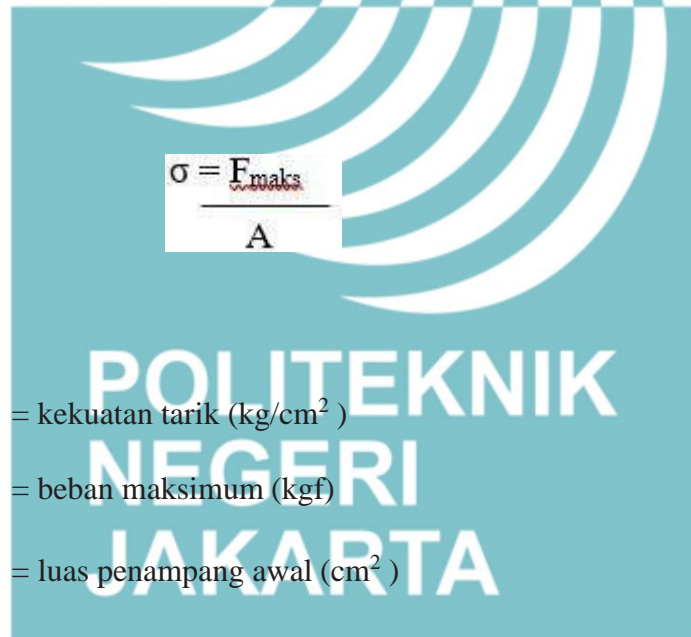 σ = Fmaks
A
POLITEKNIK
= kekuatan tarik (kg/cm² )
NEGERI
= beban maksimum (kgf)
JAKARTA
= luas penampang awal (cm² )